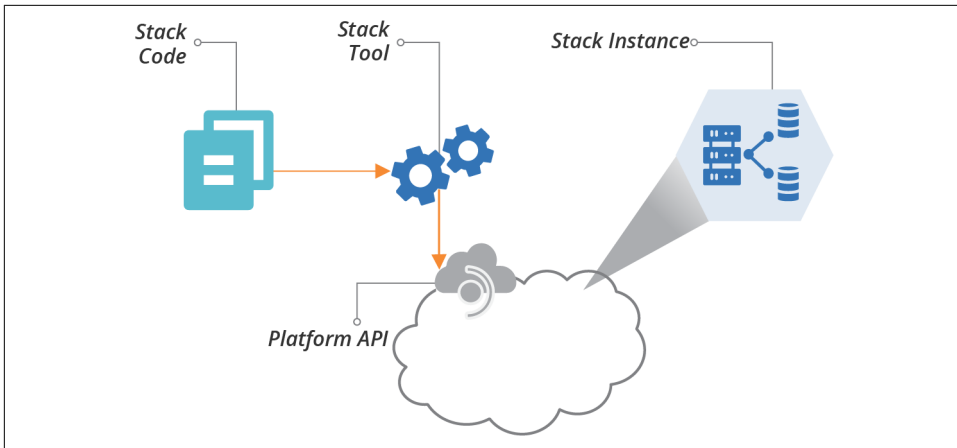 Stack
Code
Stack
Tool
Stack Instance
Platform API